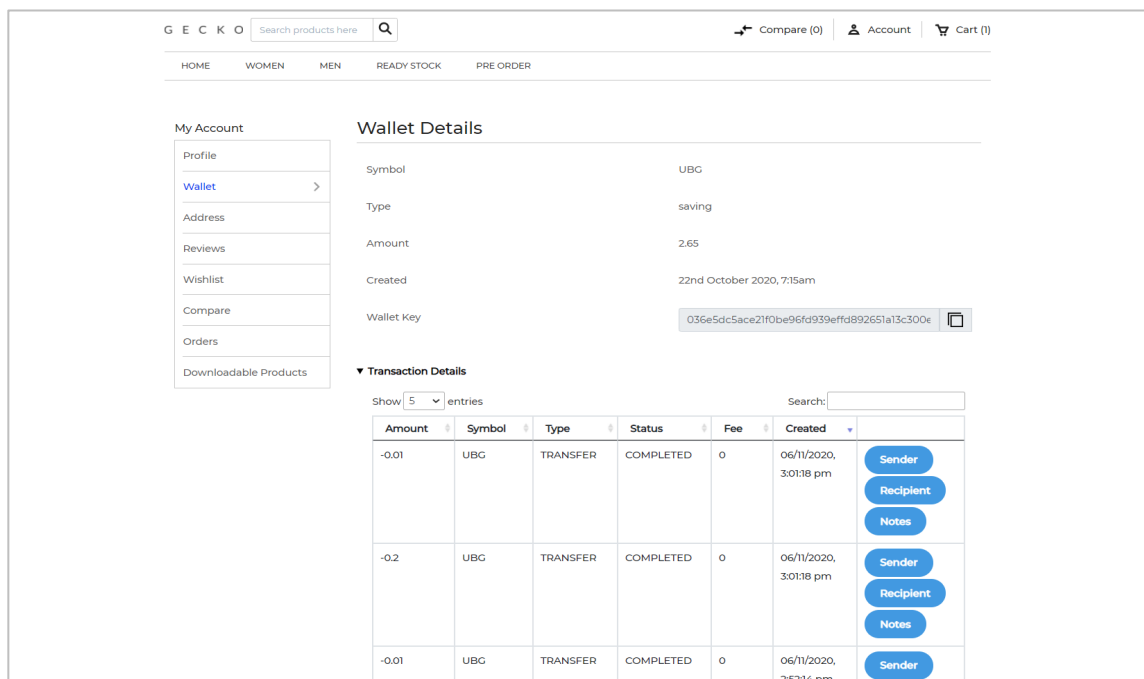 G E C K O Search products here Compare (0) Account Cart (1)
HOME WOMEN MEN READY STOCK PRE ORDER
My Account
Profile
Wallet
Address
Reviews
Wishlist
Compare
Orders
Downloadable Products
Wallet Details
Symbol UBG
Type saving
Amount 2.65
Created 22nd October 2020, 7:15am
Wallet Key 036e5dc5ace21f0be96fd939effd892651a13c300e
Transaction Details
Show 5 entries Search:
Amount Symbol Type Status Fee Created
-0.01 UBG TRANSFER COMPLETED 0 06/11/2020, Sender
3:01:18 pm
Recipient
Notes
-0.2 UBG TRANSFER COMPLETED 0 06/11/2020, Sender
3:01:18 pm
Recipient
Notes
-0.01 UBG TRANSFER COMPLETED 0 06/11/2020, Sender
2:52:14 pm